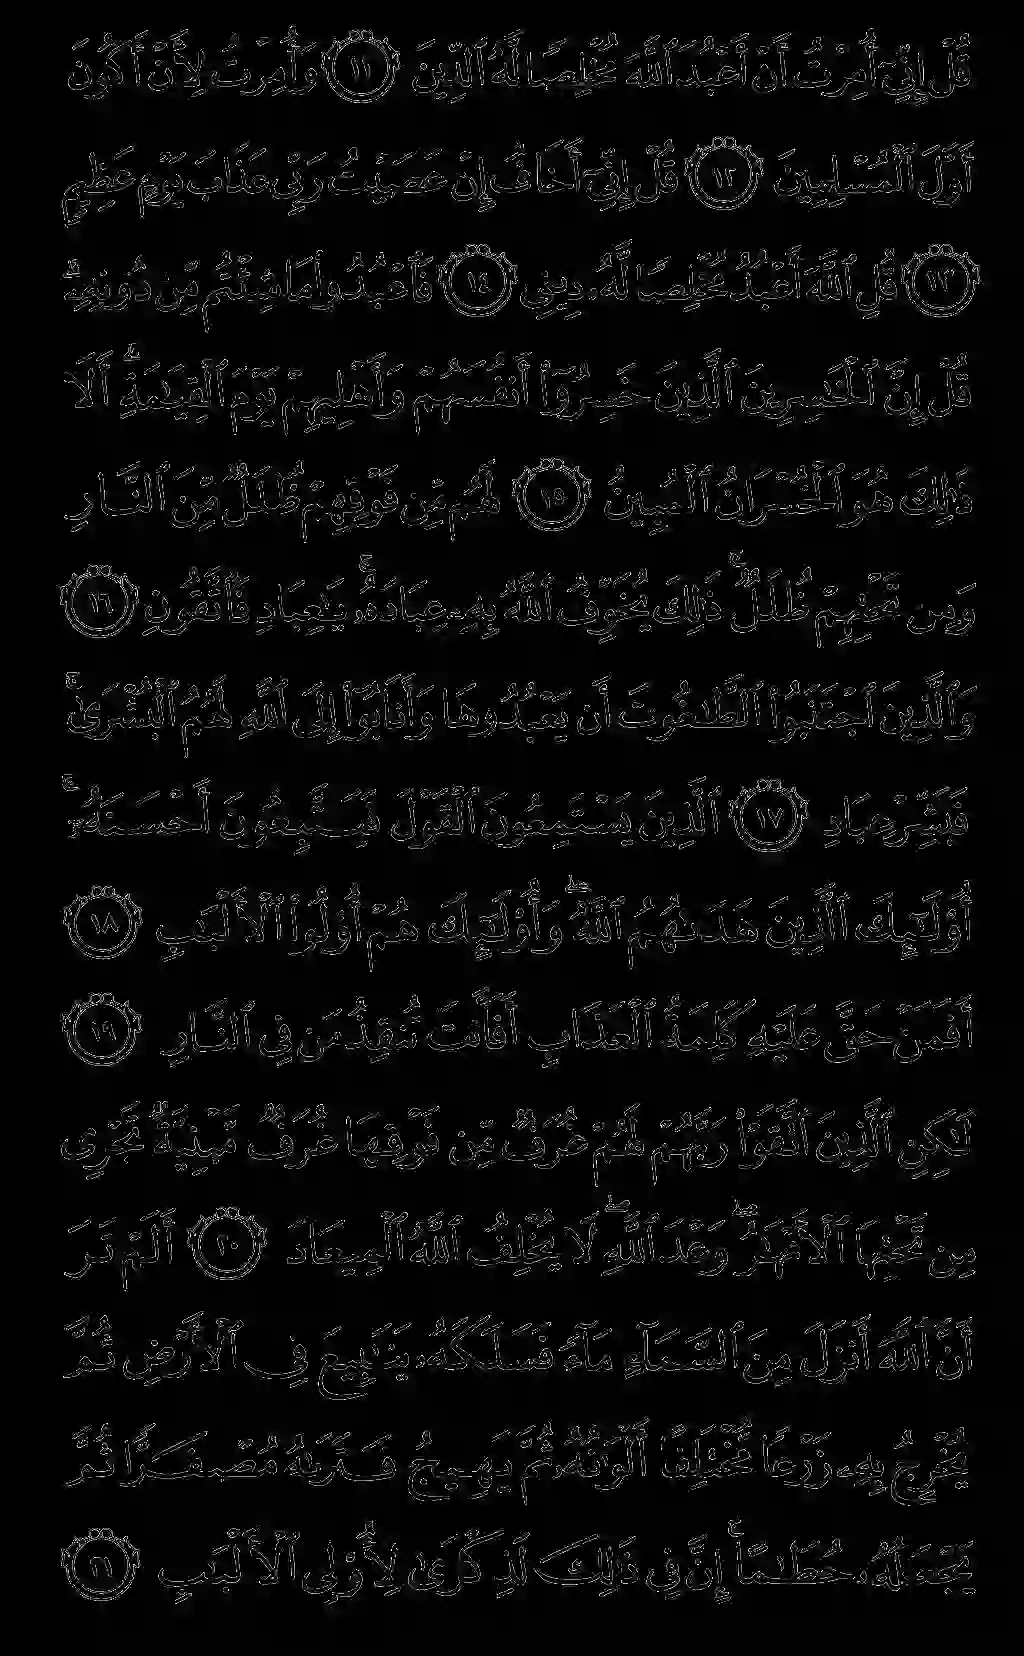 قُلْ إِنِّىٓ أُمِرْتُ أَنْ أَعْبُدَ ٱللَّهَ مُخْلِصًا لَّهُ ٱلدِّينَ ١١ وَأُمِرْتُ لِأَنْ أَكُونَ
أَوَّلَ ٱلْمُسْلِمِينَ ١٢ قُلْ إِنِّىٓ أَخَافُ إِنْ عَصَيْتُ رَبِّى عَذَابَ يَوْمٍ عَظِيمٍ
١٣ قُلِ ٱللَّهَ أَعْبُدُ مُخْلِصًا لَّهُۥ دِينِى ١٤ فَٱعْبُدُوا۟ مَا شِئْتُم مِّن دُونِهِۦ ۗ
قُلْ إِنَّ ٱلْخَٰسِرِينَ ٱلَّذِينَ خَسِرُوٓا۟ أَنفُسَهُمْ وَأَهْلِيهِمْ يَوْمَ ٱلْقِيَٰمَةِ ۗ أَلَا
ذَٰلِكَ هُوَ ٱلْخُسْرَانُ ٱلْمُبِينُ ١٥ لَهُم مِّن فَوْقِهِمْ ظُلَلٌ مِّنَ ٱلنَّارِ
وَمِن تَحْتِهِمْ ظُلَلٌ ۚ ذَٰلِكَ يُخَوِّفُ ٱللَّهُ بِهِۦ عِبَادَهُۥ ۚ يَٰعِبَادِ فَٱتَّقُونِ ١٦
وَٱلَّذِينَ ٱجْتَنَبُوا۟ ٱلطَّٰغُوتَ أَن يَعْبُدُوهَا وَأَنَابُوٓا۟ إِلَى ٱللَّهِ لَهُمُ ٱلْبُشْرَىٰ ۚ
فَبَشِّرْ عِبَادِ ١٧ ٱلَّذِينَ يَسْتَمِعُونَ ٱلْقَوْلَ فَيَتَّبِعُونَ أَحْسَنَهُۥٓ ۚ
أُو۟لَٰٓئِكَ ٱلَّذِينَ هَدَىٰهُمُ ٱللَّهُ ۖ وَأُو۟لَٰٓئِكَ هُمْ أُو۟لُوا۟ ٱلْأَلْبَٰبِ ١٨
أَفَمَنْ حَقَّ عَلَيْهِ كَلِمَةُ ٱلْعَذَابِ أَفَأَنتَ تُنقِذُ مَن فِى ٱلنَّارِ ١٩
لَٰكِنِ ٱلَّذِينَ ٱتَّقَوْا۟ رَبَّهُمْ لَهُمْ غُرَفٌ مِّن فَوْقِهَا غُرَفٌ مَّبْنِيَّةٌ تَجْرِى
مِن تَحْتِهَا ٱلْأَنْهَٰرُ ۖ وَعْدَ ٱللَّهِ ۖ لَا يُخْلِفُ ٱللَّهُ ٱلْمِيعَادَ ٢٠ أَلَمْ تَرَ
أَنَّ ٱللَّهَ أَنزَلَ مِنَ ٱلسَّمَآءِ مَآءً فَسَلَكَهُۥ يَنَٰبِيعَ فِى ٱلْأَرْضِ ثُمَّ
يُخْرِجُ بِهِۦ زَرْعًا مُّخْتَلِفًا أَلْوَٰنُهُۥ ثُمَّ يَهِيجُ فَتَرَىٰهُ مُصْفَرًّا ثُمَّ
يَجْعَلُهُۥ حُطَٰمًا ۚ إِنَّ فِى ذَٰلِكَ لَذِكْرَىٰ لِأُو۟لِى ٱلْأَلْبَٰبِ ٢١